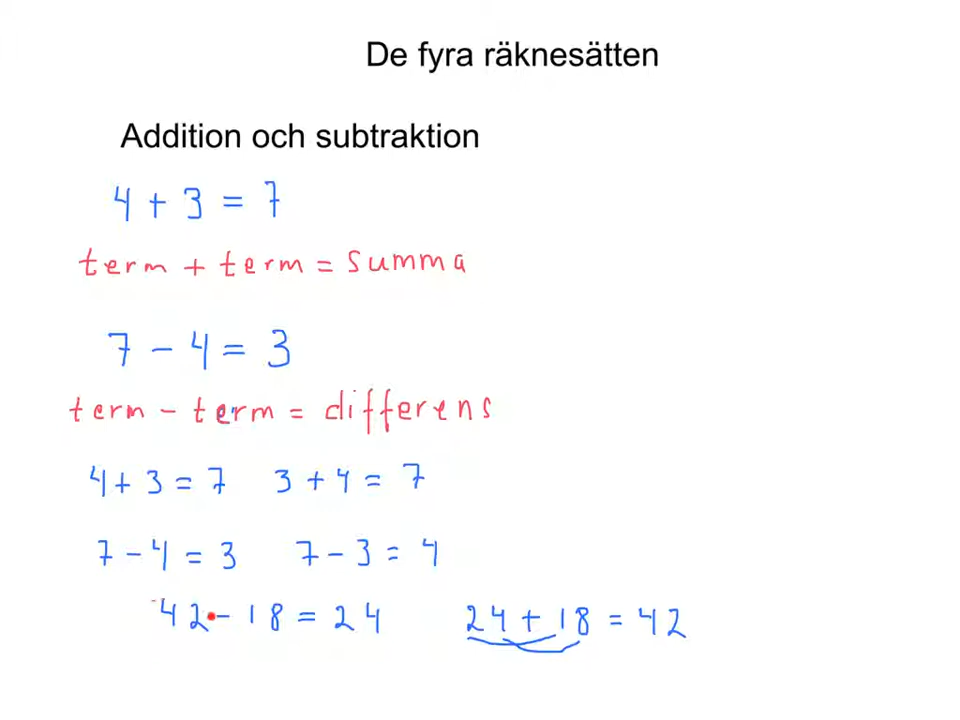 De fyra räknesätten
Addition och subtraktion
4 + 3 = 7
term + term = summa
7 - 4 = 3
term - term = differens
4 + 3 = 7 3 + 4 = 7
7 - 4 = 3 7 - 3 = 4
42 - 18 = 24 24 + 18 = 42